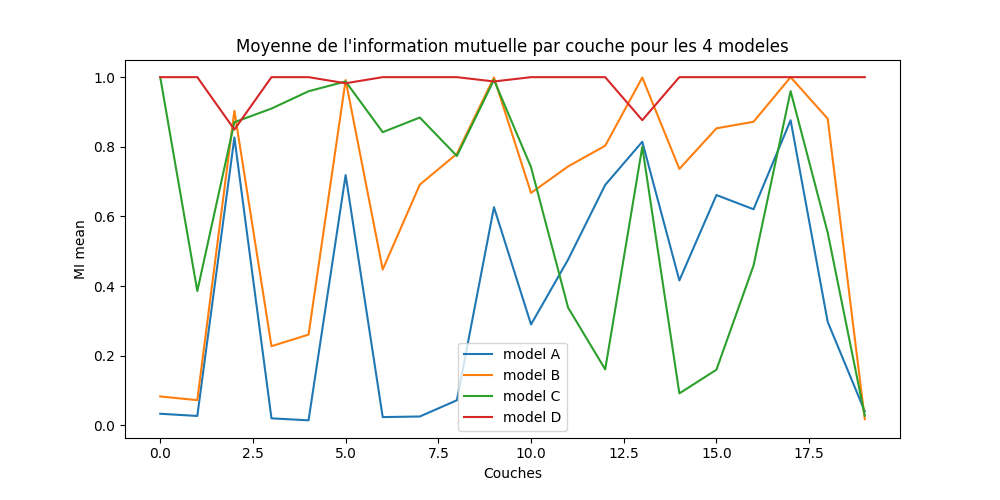 Moyenne de l'information mutuelle par couche pour les 4 modeles
MI mean
1.0
0.8
0.6
0.4
0.2
0.0
model A
model B
model C
model D
0.0 2.5 5.0 7.5 10.0 12.5 15.0 17.5
Couches